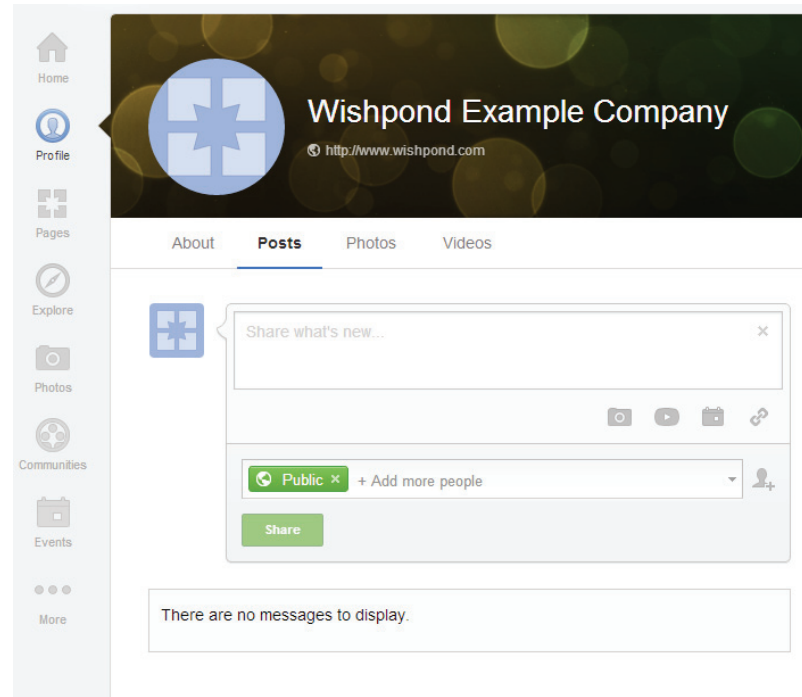 Home
Profile
Pages
Explore
Photos
Communities
Events
More
Wishpond Example Company
http://www.wishpond.com
About Posts Photos Videos
Share what's new...
Public × + Add more people
Share
There are no messages to display.